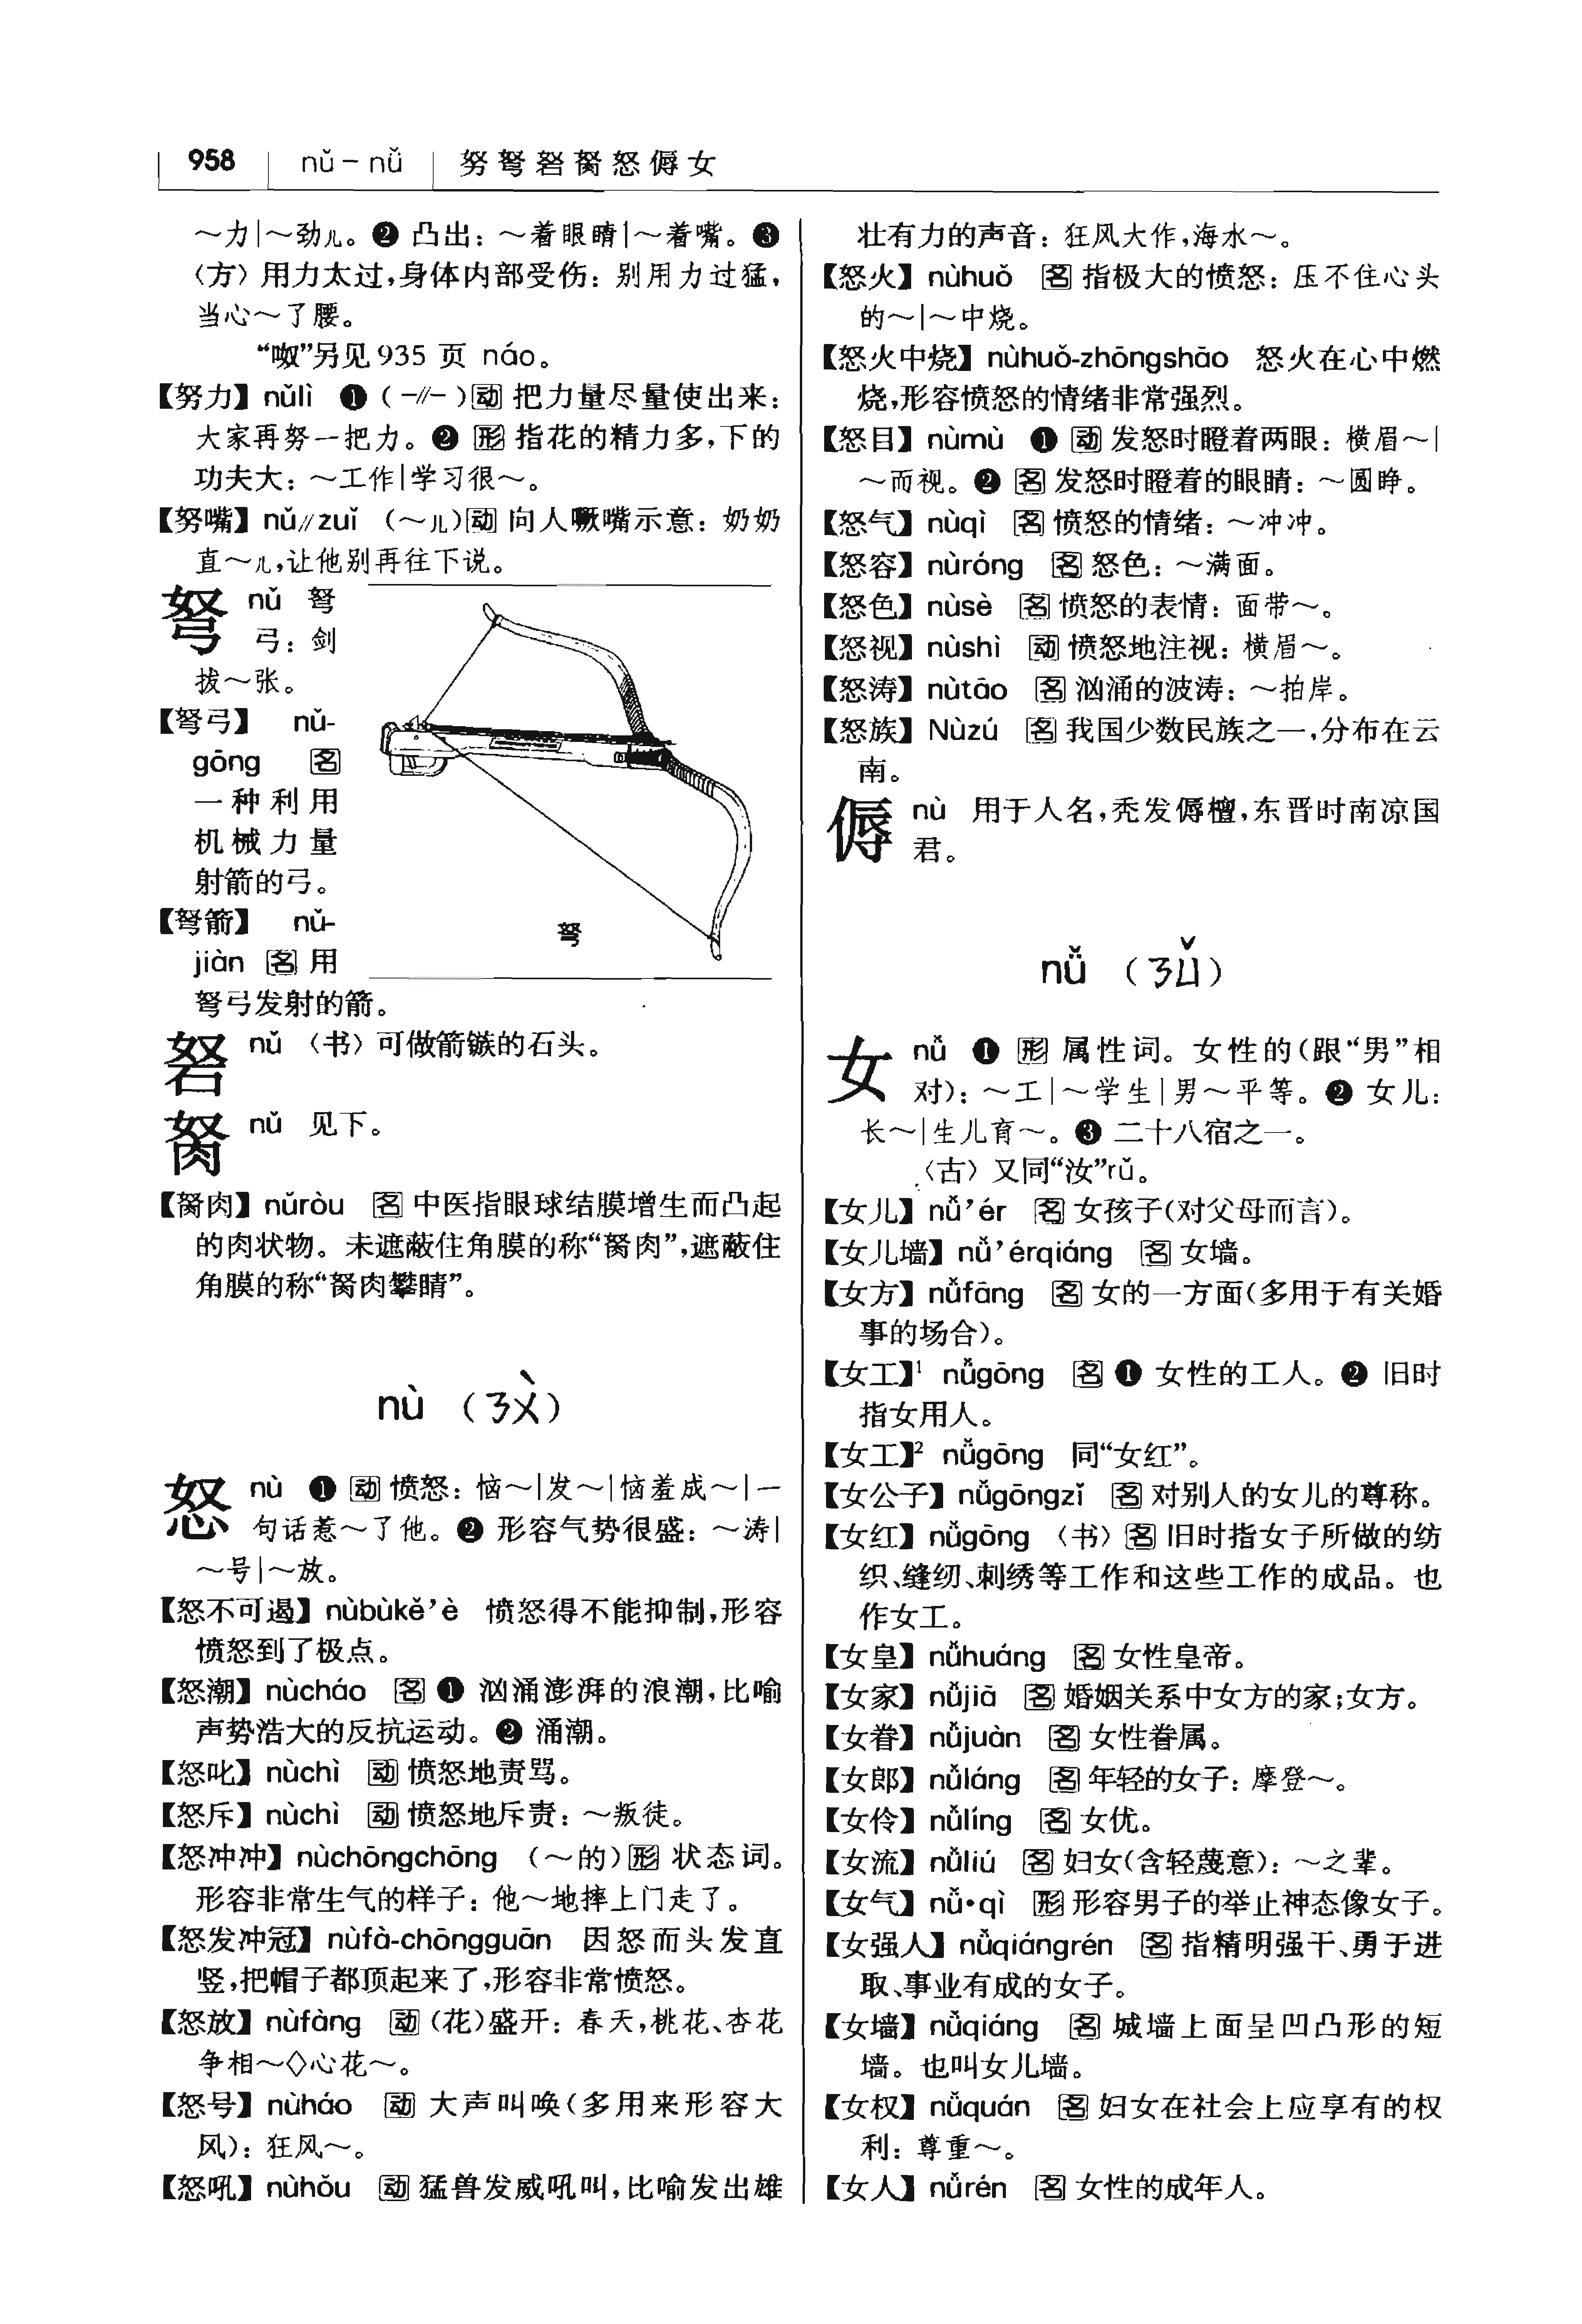 958 nǔ－nǚ 努弩砮胬怒傉女
～力|～劲儿。❷ 凸出：～着眼睛|～着嘴。❸
〈方〉用力太过，身体内部受伤：别用力过猛，
当心～了腰。
“呶”另见935 页 náo。
【努力】nǔlì ❶（-∥-）动 把力量尽量使出来：
大家再努一把力。❷ 形 指花的精力多，下的
功夫大：～工作|学习很～。
【努嘴】nǔ∥zuǐ （～儿）动 向人噘嘴示意：奶奶
直～儿，让他别再往下说。
弩 nǔ 弩
弓：剑
拔～张。
【弩弓】 nǔ-
gōng 名
一种利用
机械力量
射箭的弓。
【弩箭】 nǔ-
jiàn 名 用
弩弓发射的箭。
弩
砮 nǔ 〈书〉可做箭镞的石头。
胬 nǔ 见下。
【胬肉】nǔròu 名 中医指眼球结膜增生而凸起
的肉状物。未遮蔽住角膜的称“胬肉”，遮蔽住
角膜的称“胬肉攀睛”。
nù （ㄋㄨˋ）
怒 nù ❶ 动 愤怒：恼～|发～|恼羞成～|一
句话惹～了他。❷ 形容气势很盛：～涛|
～号|～放。
【怒不可遏】nùbùkě’è 愤怒得不能抑制，形容
愤怒到了极点。
【怒潮】nùcháo 名 ❶ 汹涌澎湃的浪潮，比喻
声势浩大的反抗运动。❷ 涌潮。
【怒叱】nùchì 动 愤怒地责骂。
【怒斥】nùchì 动 愤怒地斥责：～叛徒。
【怒冲冲】nùchōngchōng （～的）形 状态词。
形容非常生气的样子：他～地摔上门走了。
【怒发冲冠】nùfà-chōngguān 因怒而头发直
竖，把帽子都顶起来了，形容非常愤怒。
【怒放】nùfàng 动（花）盛开：春天，桃花、杏花
争相～◇心花～。
【怒号】nùháo 动 大声叫唤（多用来形容大
风）：狂风～。
【怒吼】nùhǒu 动 猛兽发威吼叫，比喻发出雄
壮有力的声音：狂风大作，海水～。
【怒火】nùhuǒ 名 指极大的愤怒：压不住心头
的～|～中烧。
【怒火中烧】nùhuǒ-zhōngshāo 怒火在心中燃
烧，形容愤怒的情绪非常强烈。
【怒目】nùmù ❶ 动 发怒时瞪着两眼：横眉～|
～而视。❷ 名 发怒时瞪着的眼睛：～圆睁。
【怒气】nùqì 名 愤怒的情绪：～冲冲。
【怒容】nùróng 名 怒色：～满面。
【怒色】nùsè 名 愤怒的表情：面带～。
【怒视】nùshì 动 愤怒地注视：横眉～。
【怒涛】nùtāo 名 汹涌的波涛：～拍岸。
【怒族】Nùzú 名 我国少数民族之一，分布在云
南。
傉 nù 用于人名，秃发傉檀，东晋时南凉国
君。
nǚ （ㄋㄩˇ）
女 nǚ ❶ 形 属性词。女性的（跟“男”相
对）：～工|～学生|男～平等。❷ 女儿：
长～|生儿育～。❸ 二十八宿之一。
〈古〉又同“汝”rǔ。
【女儿】nǚ’ér 名 女孩子（对父母而言）。
【女儿墙】nǚ’érqiáng 名 女墙。
【女方】nǚfāng 名 女的一方面（多用于有关婚
事的场合）。
【女工】¹ nǚgōng 名 ❶ 女性的工人。❷ 旧时
指女用人。
【女工】² nǚgōng 同“女红”。
【女公子】nǚgōngzǐ 名 对别人的女儿的尊称。
【女红】nǚgōng 〈书〉名 旧时指女子所做的纺
织、缝纫、刺绣等工作和这些工作的成品。也
作女工。
【女皇】nǚhuáng 名 女性皇帝。
【女家】nǚjiā 名 婚姻关系中女方的家；女方。
【女眷】nǚjuàn 名 女性眷属。
【女郎】nǚláng 名 年轻的女子：摩登～。
【女伶】nǚlíng 名 女优。
【女流】nǚliú 名 妇女（含轻蔑意）：～之辈。
【女气】nǚ•qì 形 形容男子的举止神态像女子。
【女强人】nǚqiángrén 名 指精明强干、勇于进
取、事业有成的女子。
【女墙】nǚqiáng 名 城墙上面呈凹凸形的短
墙。也叫女儿墙。
【女权】nǚquán 名 妇女在社会上应享有的权
利：尊重～。
【女人】nǚrén 名 女性的成年人。